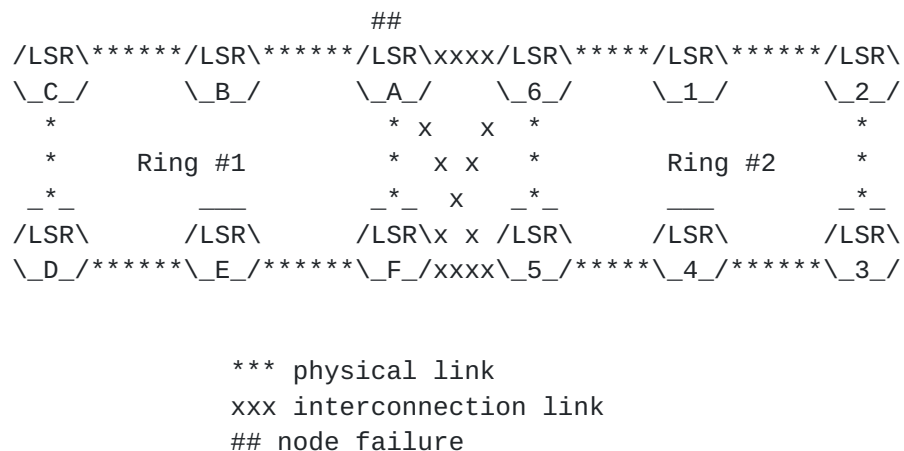 ##
/LSR\******/LSR\******/LSR\xxxx/LSR\*****/LSR\******/LSR\
\_C_/      \_B_/      \_A_/    \_6_/     \_1_/      \_2_/
  *                     * x   x  *                    *
  *     Ring #1         *  x x   *        Ring #2     *
 _*_        ___        _*_  x   _*_       ___        _*_
/LSR\      /LSR\      /LSR\x x /LSR\     /LSR\      /LSR\
\_D_/******\_E_/******\_F_/xxxx\_5_/*****\_4_/******\_3_/
*** physical link
xxx interconnection link
## node failure